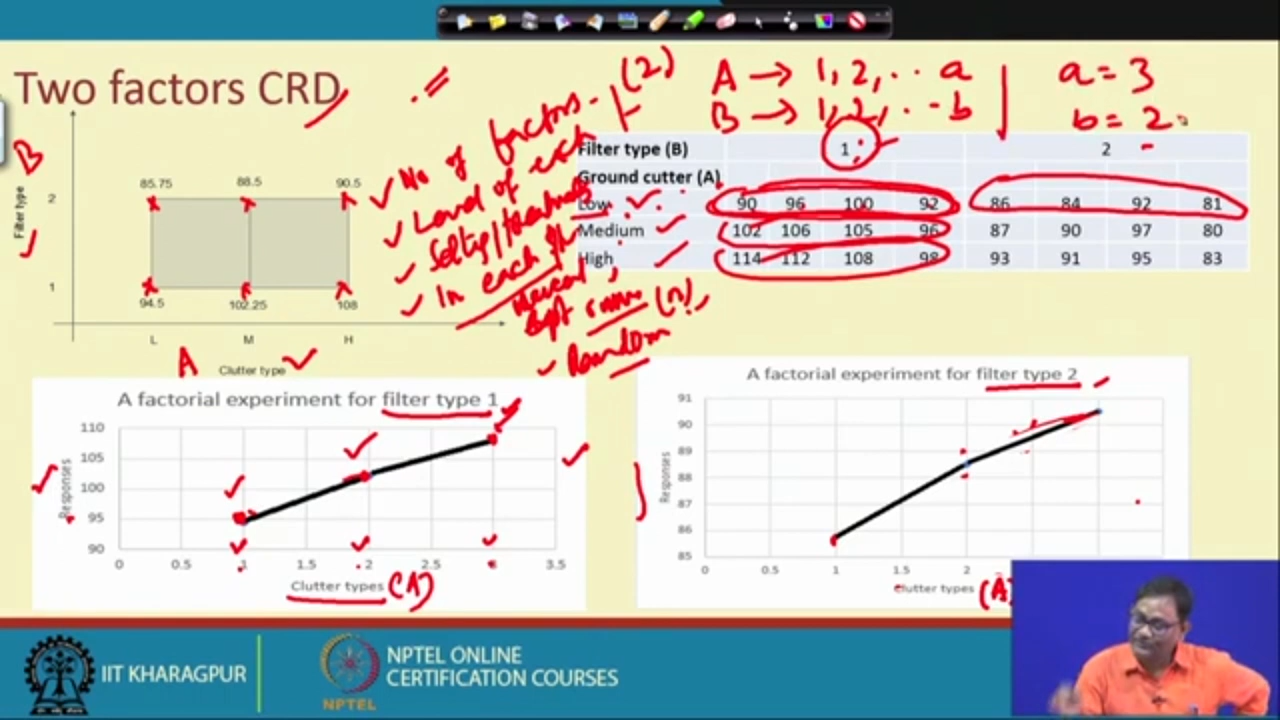 Two factors CRD
A → 1, 2, .. a
B → 1, 2, .. - b
a = 3
b = 2
(2)
No of factors.
Level of each
Setup/treatments
In each
kept same (n),
Random
B
Filter type
2
1
85.75 88.5 90.5
94.5 102.25 108
L M H
A
Clutter type
Filter type (B) 1 2
Ground cutter (A)
Low 90 96 100 92 86 84 92 81
Medium 102 106 105 96 87 90 97 80
High 114 112 108 98 93 91 95 83
A factorial experiment for filter type 1
110
105
100
95
90
Responses
0 0.5 1 1.5 2 2.5 3 3.5
Clutter types (A)
A factorial experiment for filter type 2
91
90
89
88
87
86
85
Responses
0 0.5 1 1.5 2
Clutter types (A)
IIT KHARAGPUR
NPTEL
NPTEL ONLINE
CERTIFICATION COURSES